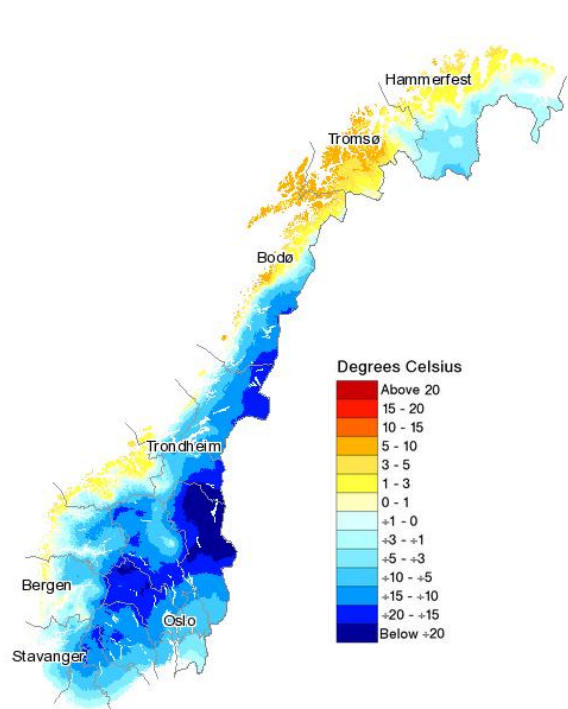 Hammerfest
Tromsø
Bodø
Degrees Celsius
Above 20
15 - 20
10 - 15
5 - 10
3 - 5
1 - 3
0 - 1
÷1 - 0
÷3 - ÷1
÷5 - ÷3
÷10 - ÷5
÷15 - ÷10
÷20 - ÷15
Below ÷20
Trondheim
Bergen
Oslo
Stavanger